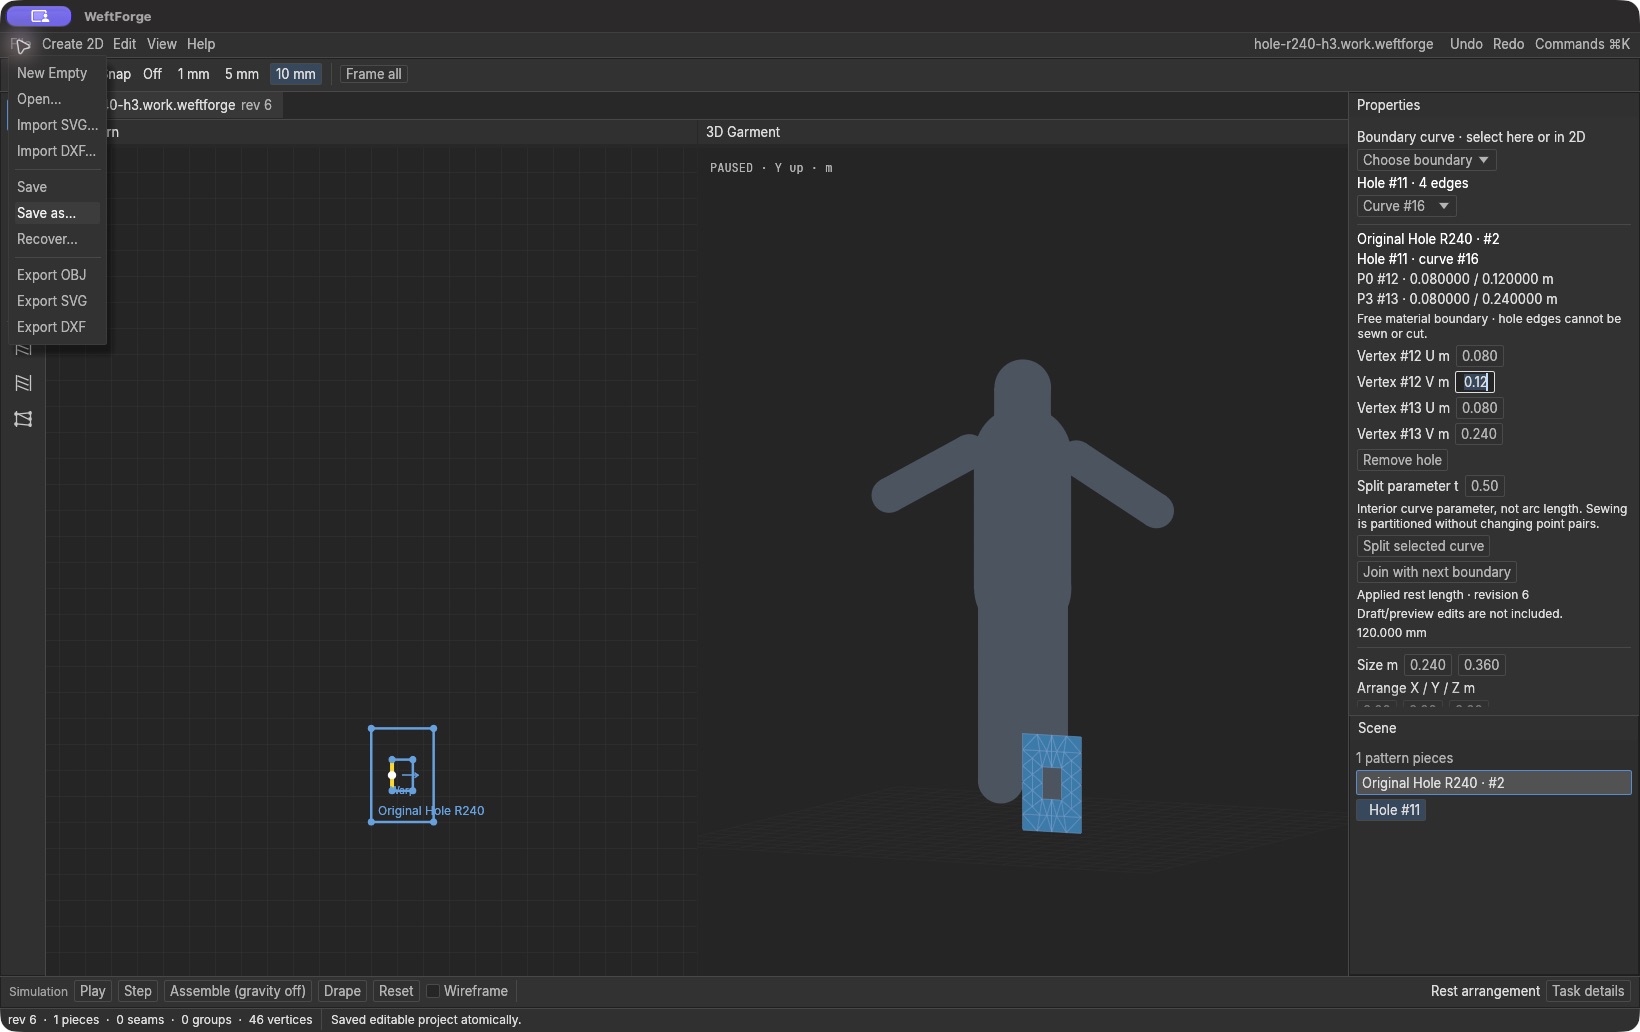 WeftForge
Create 2D Edit View Help
hole-r240-h3.work.weftforge Undo Redo Commands ⌘K
nap Off 1 mm 5 mm 10 mm Frame all
New Empty
Open...
Import SVG...
Import DXF...
Save
Save as...
Recover...
Export OBJ
Export SVG
Export DXF
0-h3.work.weftforge rev 6
rn
Original Hole R240
3D Garment
PAUSED · Y up · m
Properties
Boundary curve · select here or in 2D
Choose boundary
Hole #11 · 4 edges
Curve #16
Original Hole R240 · #2
Hole #11 · curve #16
P0 #12 · 0.080000 / 0.120000 m
P3 #13 · 0.080000 / 0.240000 m
Free material boundary · hole edges cannot be
sewn or cut.
Vertex #12 U m 0.080
Vertex #12 V m 0.12
Vertex #13 U m 0.080
Vertex #13 V m 0.240
Remove hole
Split parameter t 0.50
Interior curve parameter, not arc length. Sewing
is partitioned without changing point pairs.
Split selected curve
Join with next boundary
Applied rest length · revision 6
Draft/preview edits are not included.
120.000 mm
Size m 0.240 0.360
Arrange X / Y / Z m
Scene
1 pattern pieces
Original Hole R240 · #2
Hole #11
Simulation Play Step Assemble (gravity off) Drape Reset Wireframe
Rest arrangement Task details
rev 6 · 1 pieces · 0 seams · 0 groups · 46 vertices Saved editable project atomically.